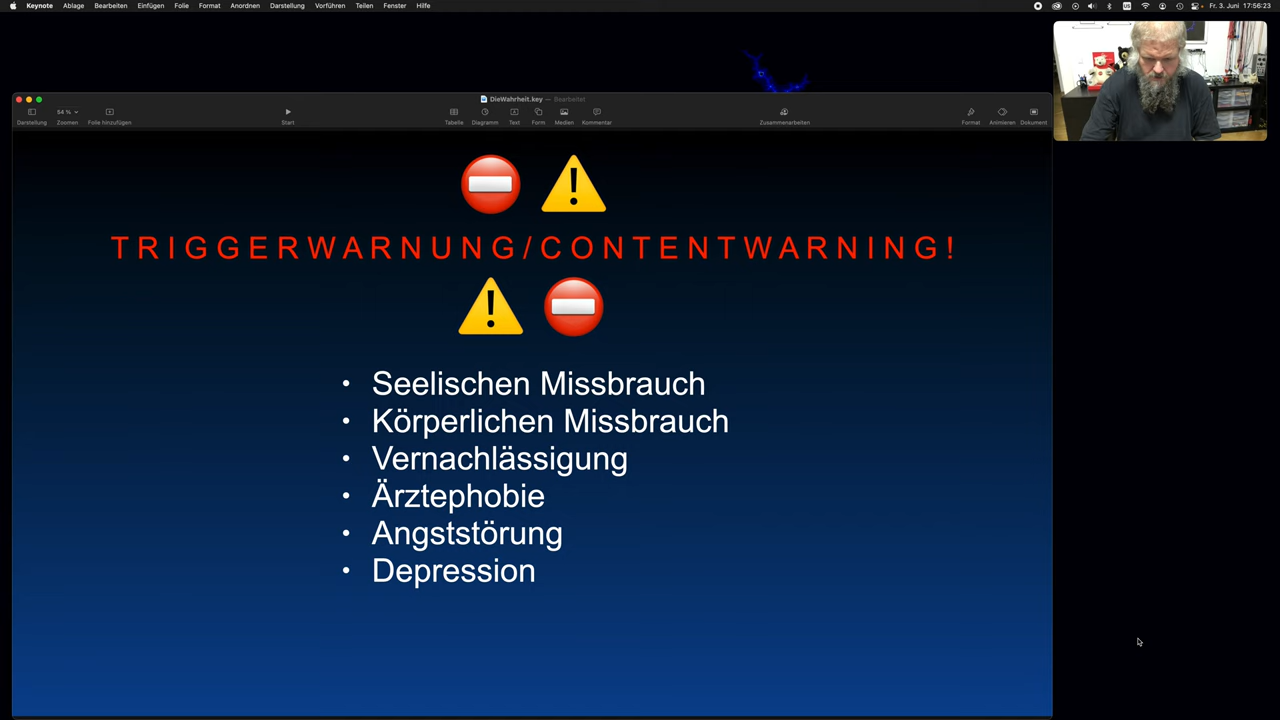 Keynote Ablage Bearbeiten Einfügen Folie Format Anordnen Darstellung Vorführen Teilen Fenster Hilfe
US Fr. 3. Juni 17:56:23
DieWahrheit.key — Bearbeitet
54 %
Darstellung Zoomen Folie hinzufügen Start Tabelle Diagramm Text Form Medien Kommentar Zusammenarbeiten Format Animieren Dokument
TRIGGERWARNUNG/CONTENTWARNING!
• Seelischen Missbrauch
• Körperlichen Missbrauch
• Vernachlässigung
• Ärztephobie
• Angststörung
• Depression